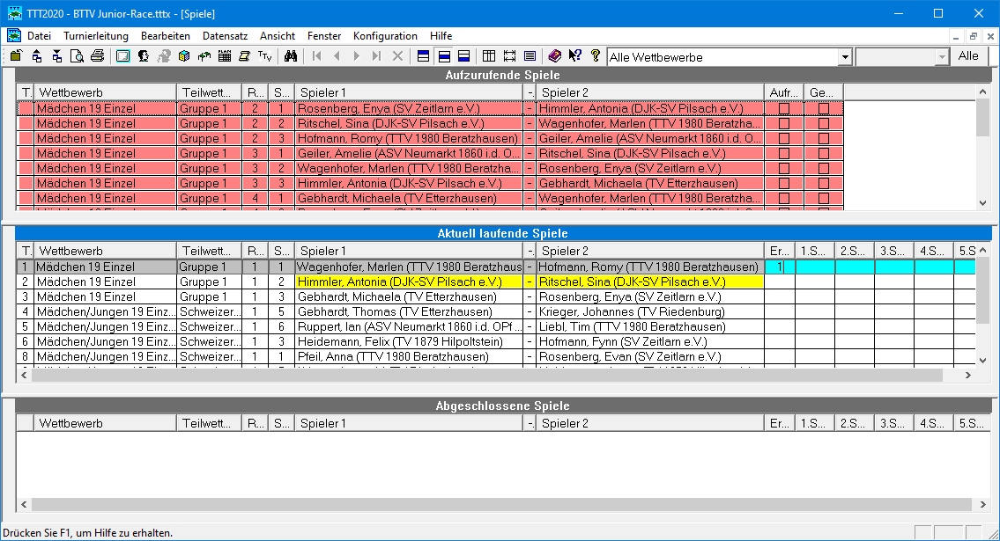 TTT2020 - BTTV Junior-Race.tttx - [Spiele]
Datei Turnierleitung Bearbeiten Datensatz Ansicht Fenster Konfiguration Hilfe
Alle Wettbewerbe Alle
Aufzurufende Spiele
T. Wettbewerb Teilwett... R... S... Spieler 1 -. Spieler 2 Aufr... Ge...
Mädchen 19 Einzel Gruppe 1 2 1 Rosenberg, Enya (SV Zeitlarn e.V.) - Himmler, Antonia (DJK-SV Pilsach e.V.)
Mädchen 19 Einzel Gruppe 1 2 2 Ritschel, Sina (DJK-SV Pilsach e.V.) - Wagenhofer, Marlen (TTV 1980 Beratzha...
Mädchen 19 Einzel Gruppe 1 2 3 Hofmann, Romy (TTV 1980 Beratzhausen) - Geiler, Amelie (ASV Neumarkt 1860 i.d. O...
Mädchen 19 Einzel Gruppe 1 3 1 Geiler, Amelie (ASV Neumarkt 1860 i.d. O... - Ritschel, Sina (DJK-SV Pilsach e.V.)
Mädchen 19 Einzel Gruppe 1 3 2 Wagenhofer, Marlen (TTV 1980 Beratzha... - Rosenberg, Enya (SV Zeitlarn e.V.)
Mädchen 19 Einzel Gruppe 1 3 3 Himmler, Antonia (DJK-SV Pilsach e.V.) - Gebhardt, Michaela (TV Etterzhausen)
Mädchen 19 Einzel Gruppe 1 4 1 Gebhardt, Michaela (TV Etterzhausen) - Wagenhofer, Marlen (TTV 1980 Beratzha...
Aktuell laufende Spiele
T. Wettbewerb Teilwett... R... S... Spieler 1 -. Spieler 2 Er... 1.S... 2.S... 3.S... 4.S... 5.S...
1 Mädchen 19 Einzel Gruppe 1 1 1 Wagenhofer, Marlen (TTV 1980 Beratzhaus - Hofmann, Romy (TTV 1980 Beratzhausen) 1
2 Mädchen 19 Einzel Gruppe 1 1 2 Himmler, Antonia (DJK-SV Pilsach e.V.) - Ritschel, Sina (DJK-SV Pilsach e.V.)
3 Mädchen 19 Einzel Gruppe 1 1 3 Gebhardt, Michaela (TV Etterzhausen) - Rosenberg, Enya (SV Zeitlarn e.V.)
4 Mädchen/Jungen 19 Einz... Schweizer... 1 5 Gebhardt, Thomas (TV Etterzhausen) - Krieger, Johannes (TV Riedenburg)
5 Mädchen/Jungen 19 Einz... Schweizer... 1 6 Ruppert, Ian (ASV Neumarkt 1860 i.d. OPf ... - Liebl, Tim (TTV 1980 Beratzhausen)
6 Mädchen/Jungen 19 Einz... Schweizer... 1 3 Heidemann, Felix (TV 1879 Hilpoltstein) - Hofmann, Fynn (SV Zeitlarn e.V.)
8 Mädchen/Jungen 19 Einz... Schweizer... 1 1 Pfeil, Anna (TTV 1980 Beratzhausen) - Rosenberg, Evan (SV Zeitlarn e.V.)
Abgeschlossene Spiele
Wettbewerb Teilwett... R... S... Spieler 1 -. Spieler 2 Er... 1.S... 2.S... 3.S... 4.S... 5.S...
Drücken Sie F1, um Hilfe zu erhalten.